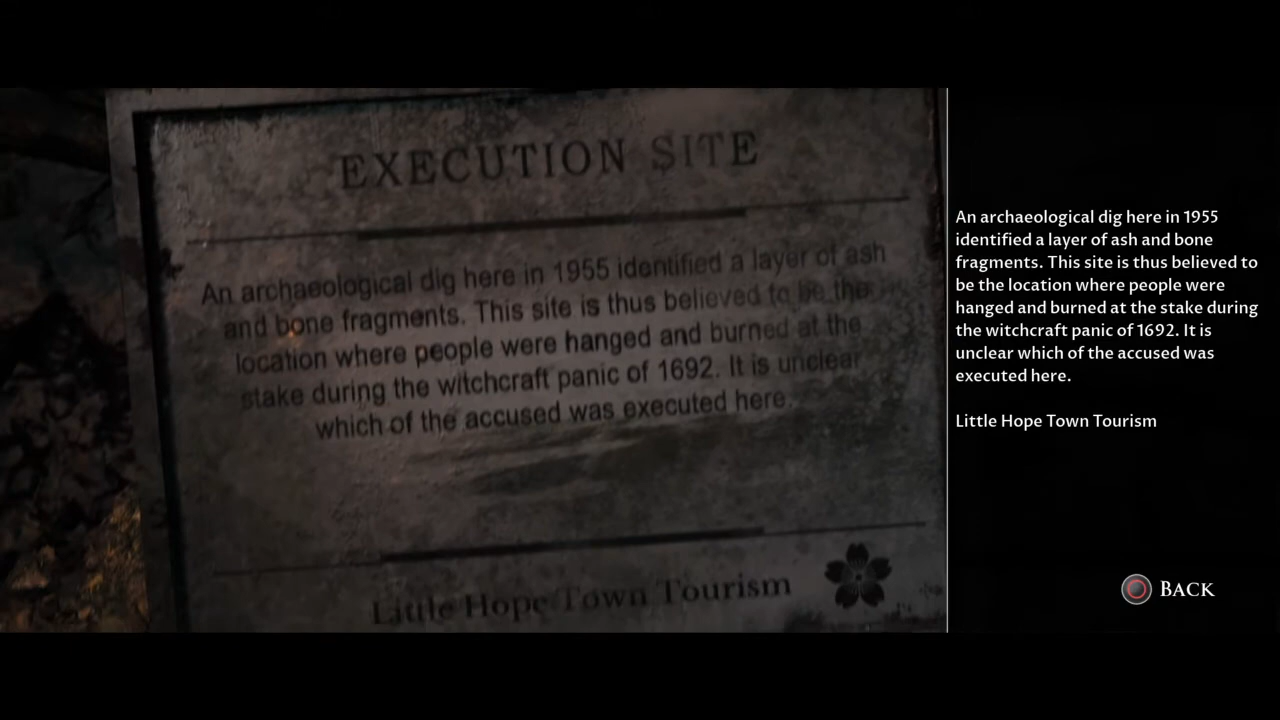 EXECUTION SITE
An archaeological dig here in 1955 identified a layer of ash
and bone fragments. This site is thus believed to be the
location where people were hanged and burned at the
stake during the witchcraft panic of 1692. It is unclear
which of the accused was executed here.
Little Hope Town Tourism
An archaeological dig here in 1955
identified a layer of ash and bone
fragments. This site is thus believed to
be the location where people were
hanged and burned at the stake during
the witchcraft panic of 1692. It is
unclear which of the accused was
executed here.
Little Hope Town Tourism
BACK